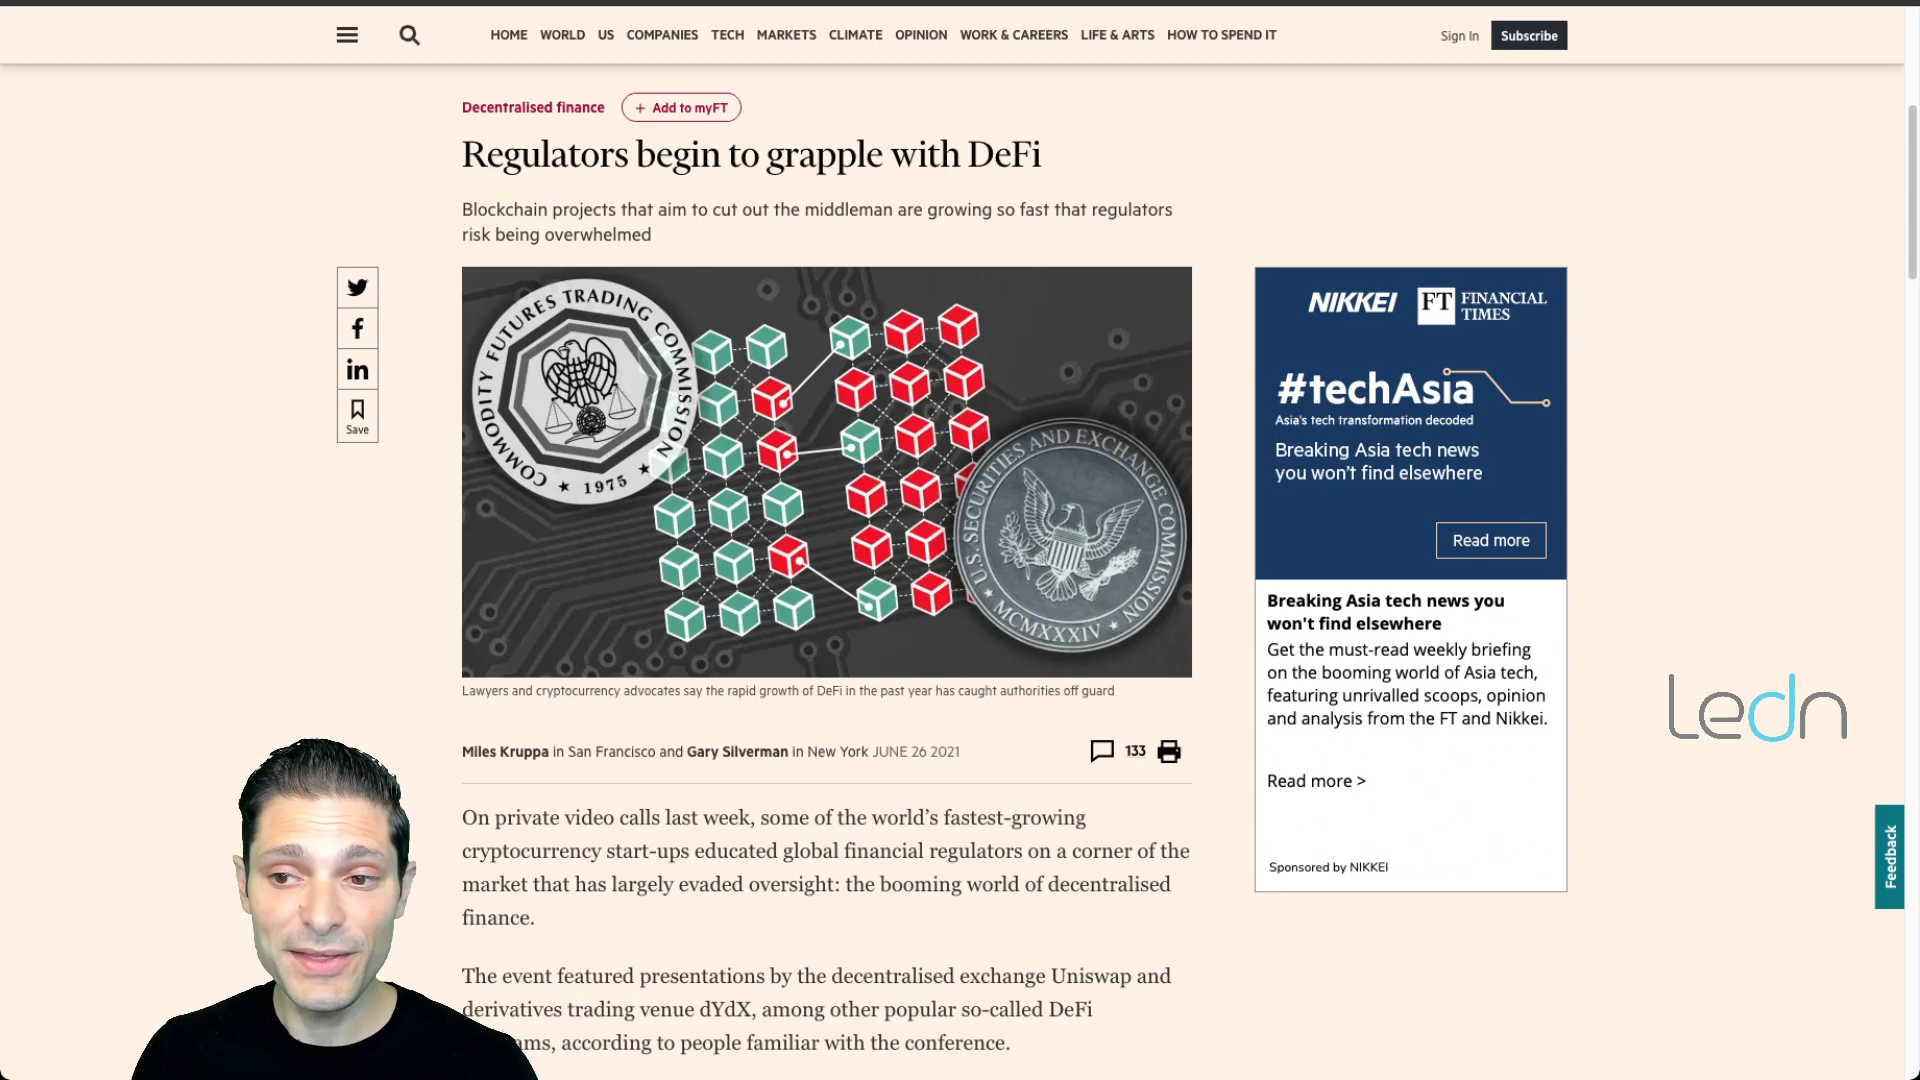 HOME WORLD US COMPANIES TECH MARKETS CLIMATE OPINION WORK & CAREERS LIFE & ARTS HOW TO SPEND IT
Sign In
Subscribe
Decentralised finance
+ Add to myFT
Regulators begin to grapple with DeFi
Blockchain projects that aim to cut out the middleman are growing so fast that regulators
risk being overwhelmed
Save
COMMODITY FUTURES TRADING COMMISSION
★ 1975 ★
U.S. SECURITIES AND EXCHANGE COMMISSION
★ MCMXXXIV ★
Lawyers and cryptocurrency advocates say the rapid growth of DeFi in the past year has caught authorities off guard
Miles Kruppa in San Francisco and Gary Silverman in New York JUNE 26 2021
133
On private video calls last week, some of the world’s fastest-growing
cryptocurrency start-ups educated global financial regulators on a corner of the
market that has largely evaded oversight: the booming world of decentralised
finance.
The event featured presentations by the decentralised exchange Uniswap and
derivatives trading venue dYdX, among other popular so-called DeFi
ams, according to people familiar with the conference.
NIKKEI
FT FINANCIAL
TIMES
#techAsia
Asia's tech transformation decoded
Breaking Asia tech news
you won’t find elsewhere
Read more
Breaking Asia tech news you
won't find elsewhere
Get the must-read weekly briefing
on the booming world of Asia tech,
featuring unrivalled scoops, opinion
and analysis from the FT and Nikkei.
Read more >
Sponsored by NIKKEI
ledn
Feedback